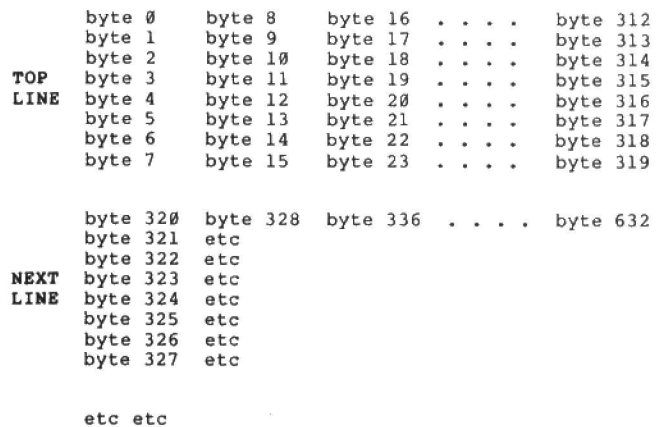 byte Ø byte 8 byte 16 . . . . byte 312
byte 1 byte 9 byte 17 . . . . byte 313
byte 2 byte 1Ø byte 18 . . . . byte 314
TOP byte 3 byte 11 byte 19 . . . . byte 315
LINE byte 4 byte 12 byte 2Ø . . . . byte 316
byte 5 byte 13 byte 21 . . . . byte 317
byte 6 byte 14 byte 22 . . . . byte 318
byte 7 byte 15 byte 23 . . . . byte 319
byte 32Ø byte 328 byte 336 . . . . byte 632
byte 321 etc
byte 322 etc
NEXT byte 323 etc
LINE byte 324 etc
byte 325 etc
byte 326 etc
byte 327 etc
etc etc